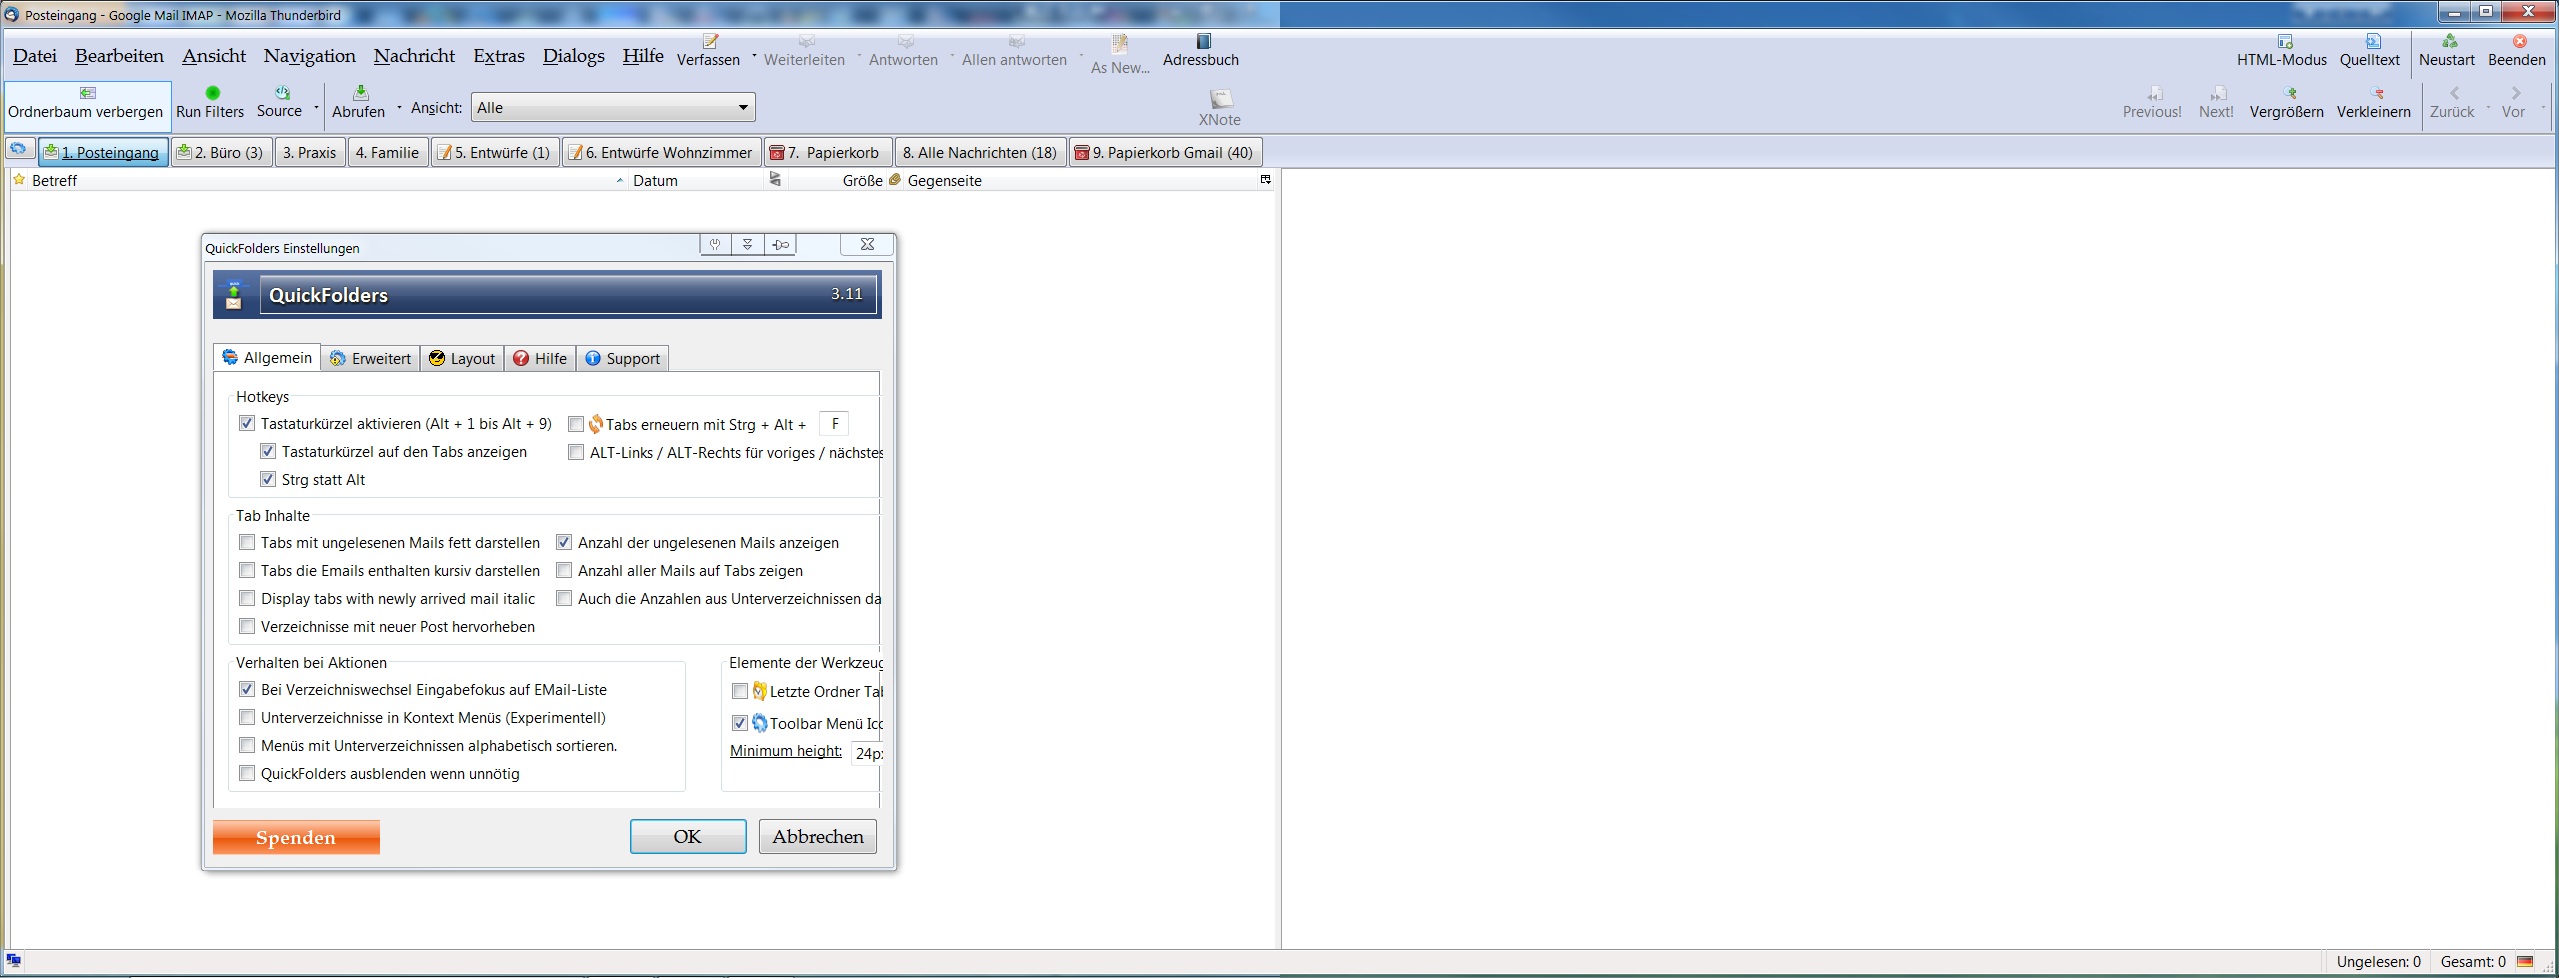 Posteingang - Google Mail IMAP - Mozilla Thunderbird
Datei Bearbeiten Ansicht Navigation Nachricht Extras Dialogs Hilfe Verfassen Weiterleiten Antworten Allen antworten As New... Adressbuch HTML-Modus Quelltext Neustart Beenden
Ordnerbaum verbergen Run Filters Source Abrufen Ansicht: Alle XNote Previous! Next! Vergrößern Verkleinern Zurück Vor
1. Posteingang 2. Büro (3) 3. Praxis 4. Familie 5. Entwürfe (1) 6. Entwürfe Wohnzimmer 7. Papierkorb 8. Alle Nachrichten (18) 9. Papierkorb Gmail (40)
Betreff Datum Größe Gegenseite
QuickFolders Einstellungen
QuickFolders 3.11
Allgemein Erweitert Layout Hilfe Support
Hotkeys
Tastaturkürzel aktivieren (Alt + 1 bis Alt + 9) Tabs erneuern mit Strg + Alt + F
Tastaturkürzel auf den Tabs anzeigen ALT-Links / ALT-Rechts für voriges / nächstes
Strg statt Alt
Tab Inhalte
Tabs mit ungelesenen Mails fett darstellen Anzahl der ungelesenen Mails anzeigen
Tabs die Emails enthalten kursiv darstellen Anzahl aller Mails auf Tabs zeigen
Display tabs with newly arrived mail italic Auch die Anzahlen aus Unterverzeichnissen da
Verzeichnisse mit neuer Post hervorheben
Verhalten bei Aktionen Elemente der Werkzeug
Bei Verzeichniswechsel Eingabefokus auf EMail-Liste Letzte Ordner Tab
Unterverzeichnisse in Kontext Menüs (Experimentell) Toolbar Menü Ico
Menüs mit Unterverzeichnissen alphabetisch sortieren. Minimum height: 24px
QuickFolders ausblenden wenn unnötig
Spenden OK Abbrechen
Ungelesen: 0 Gesamt: 0